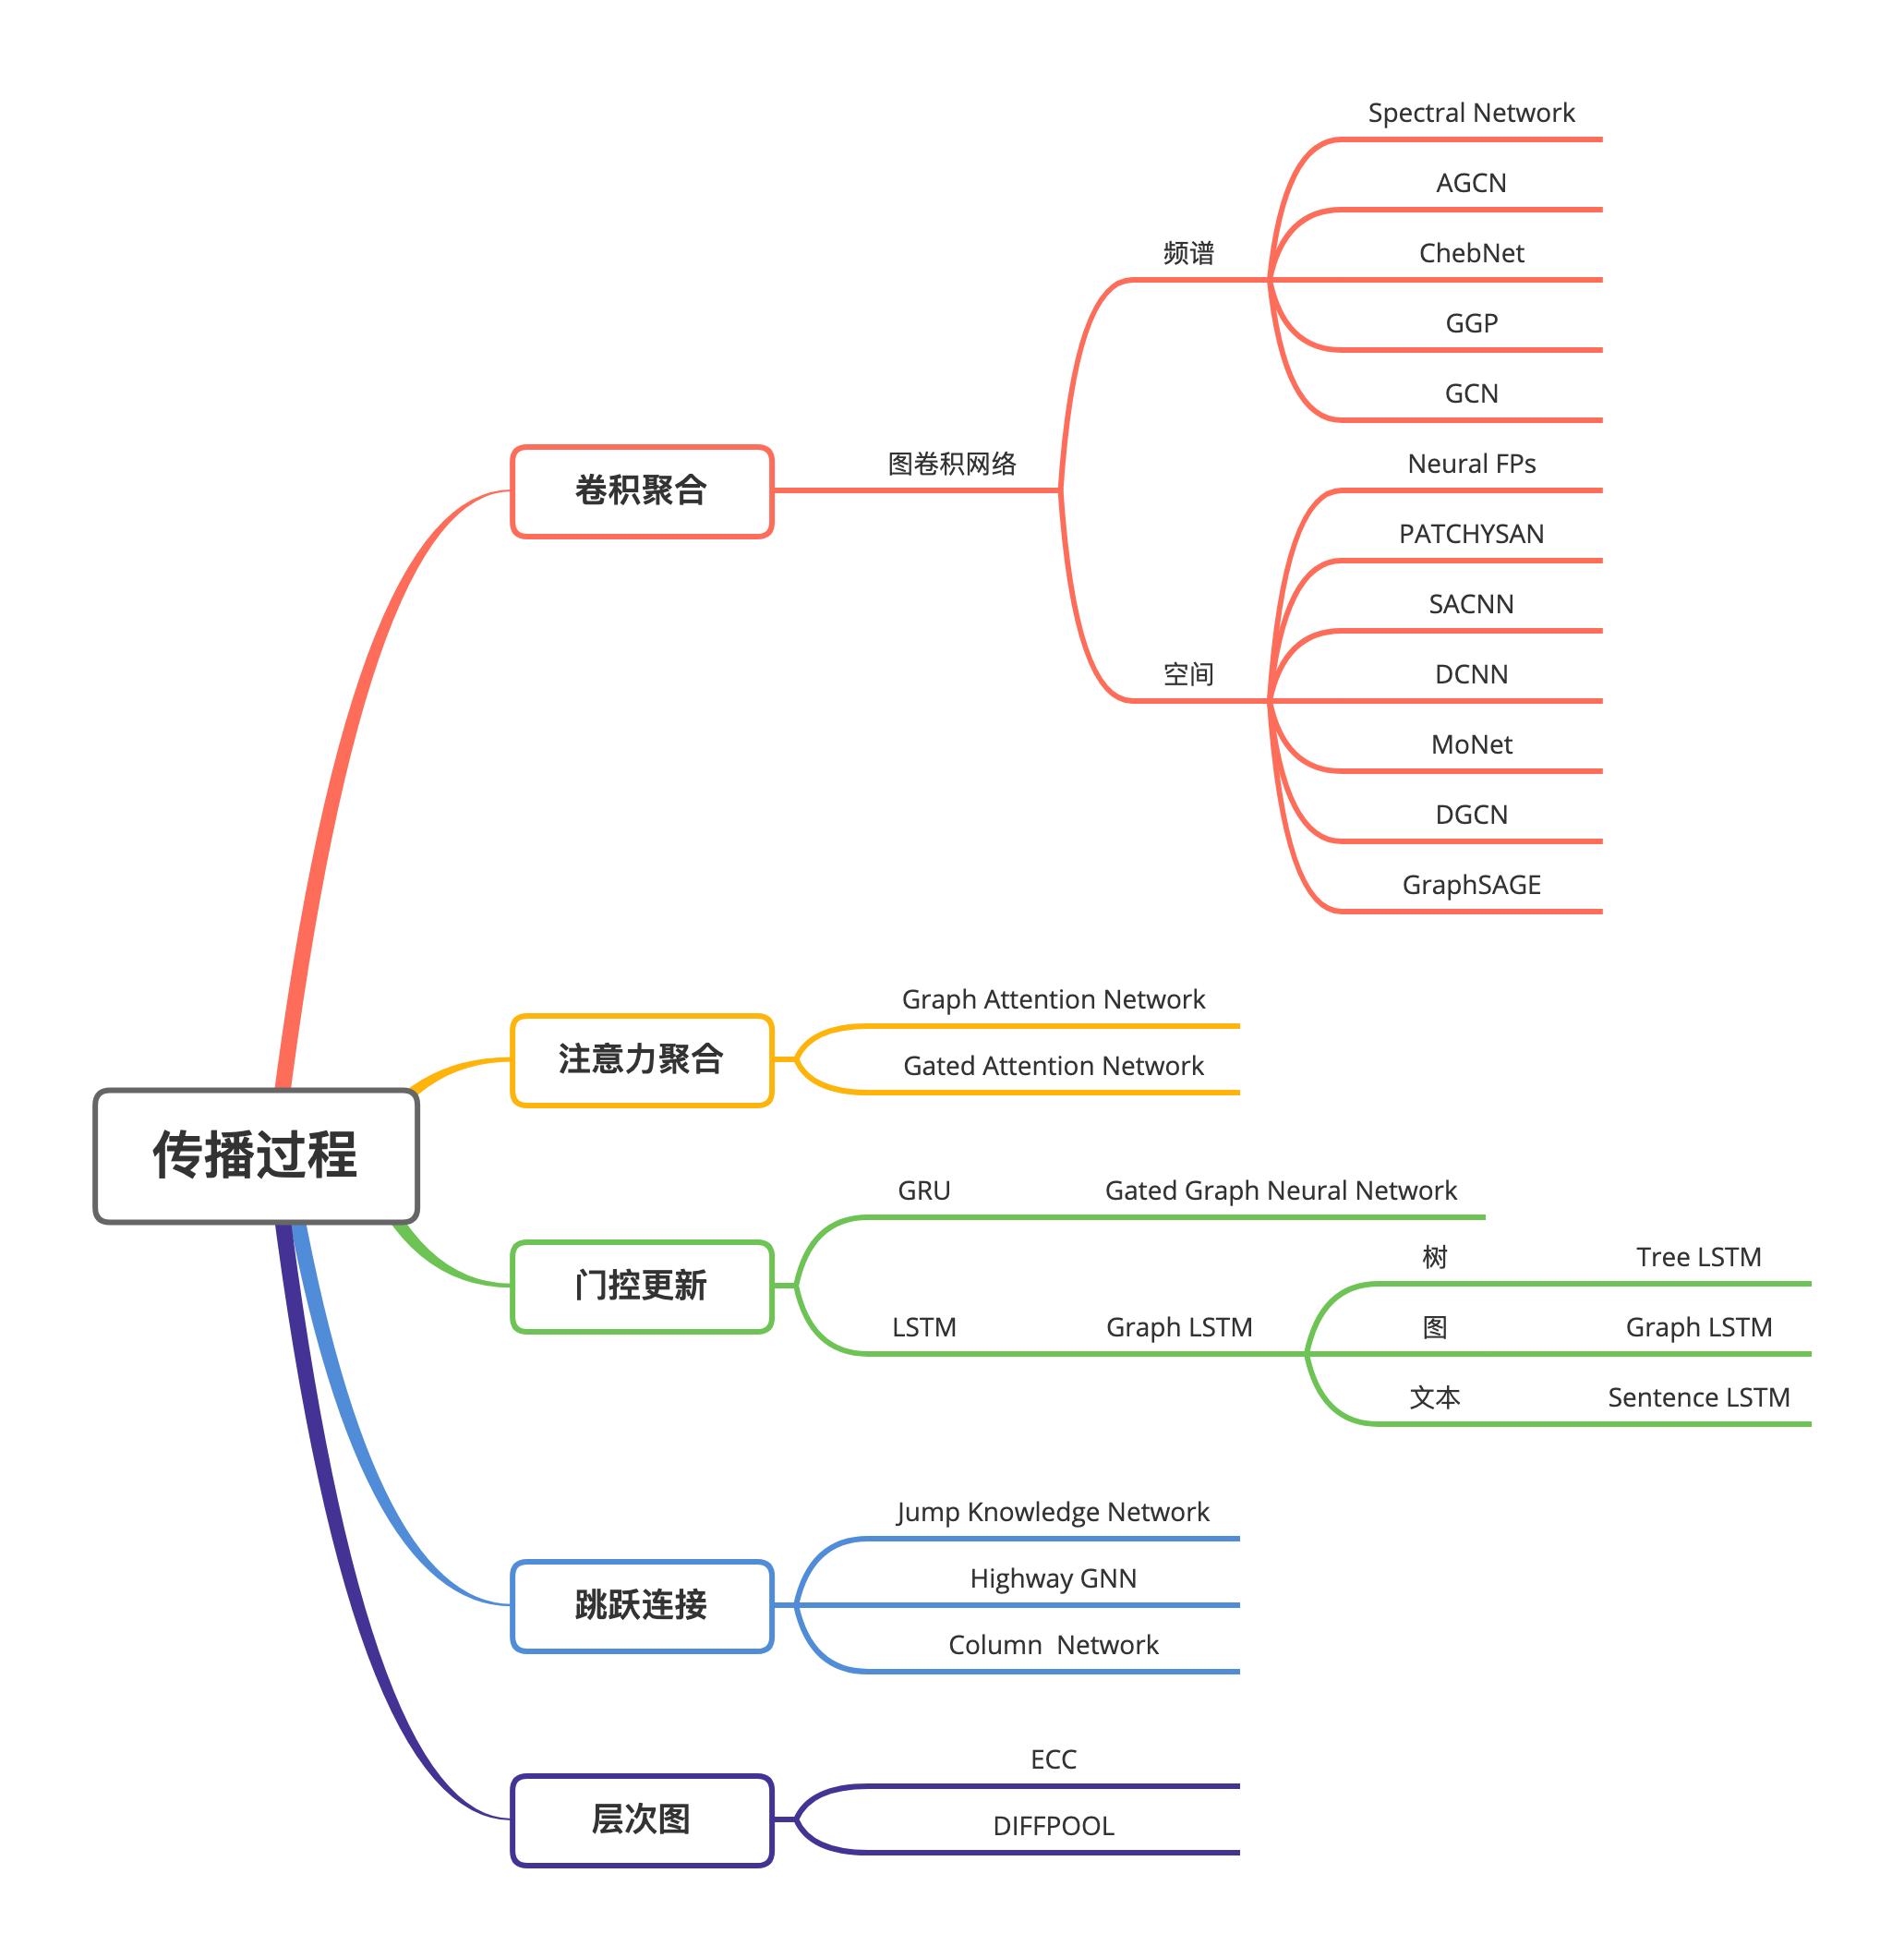 传播过程
卷积聚合
图卷积网络
频谱
Spectral Network
AGCN
ChebNet
GGP
GCN
空间
Neural FPs
PATCHYSAN
SACNN
DCNN
MoNet
DGCN
GraphSAGE
注意力聚合
Graph Attention Network
Gated Attention Network
门控更新
GRU
Gated Graph Neural Network
LSTM
Graph LSTM
树
Tree LSTM
图
Graph LSTM
文本
Sentence LSTM
跳跃连接
Jump Knowledge Network
Highway GNN
Column  Network
层次图
ECC
DIFFPOOL